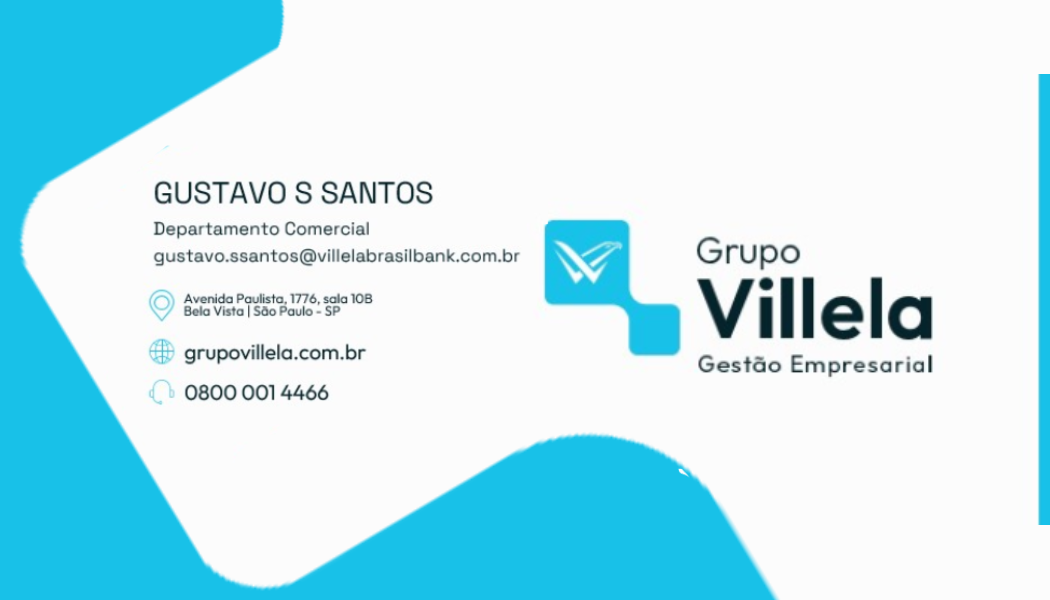 GUSTAVO S SANTOS
Departamento Comercial
gustavo.ssantos@villelabrasilbank.com.br
Avenida Paulista, 1776, sala 10B
Bela Vista | São Paulo - SP
grupovillela.com.br
0800 001 4466
Grupo
Villela
Gestão Empresarial